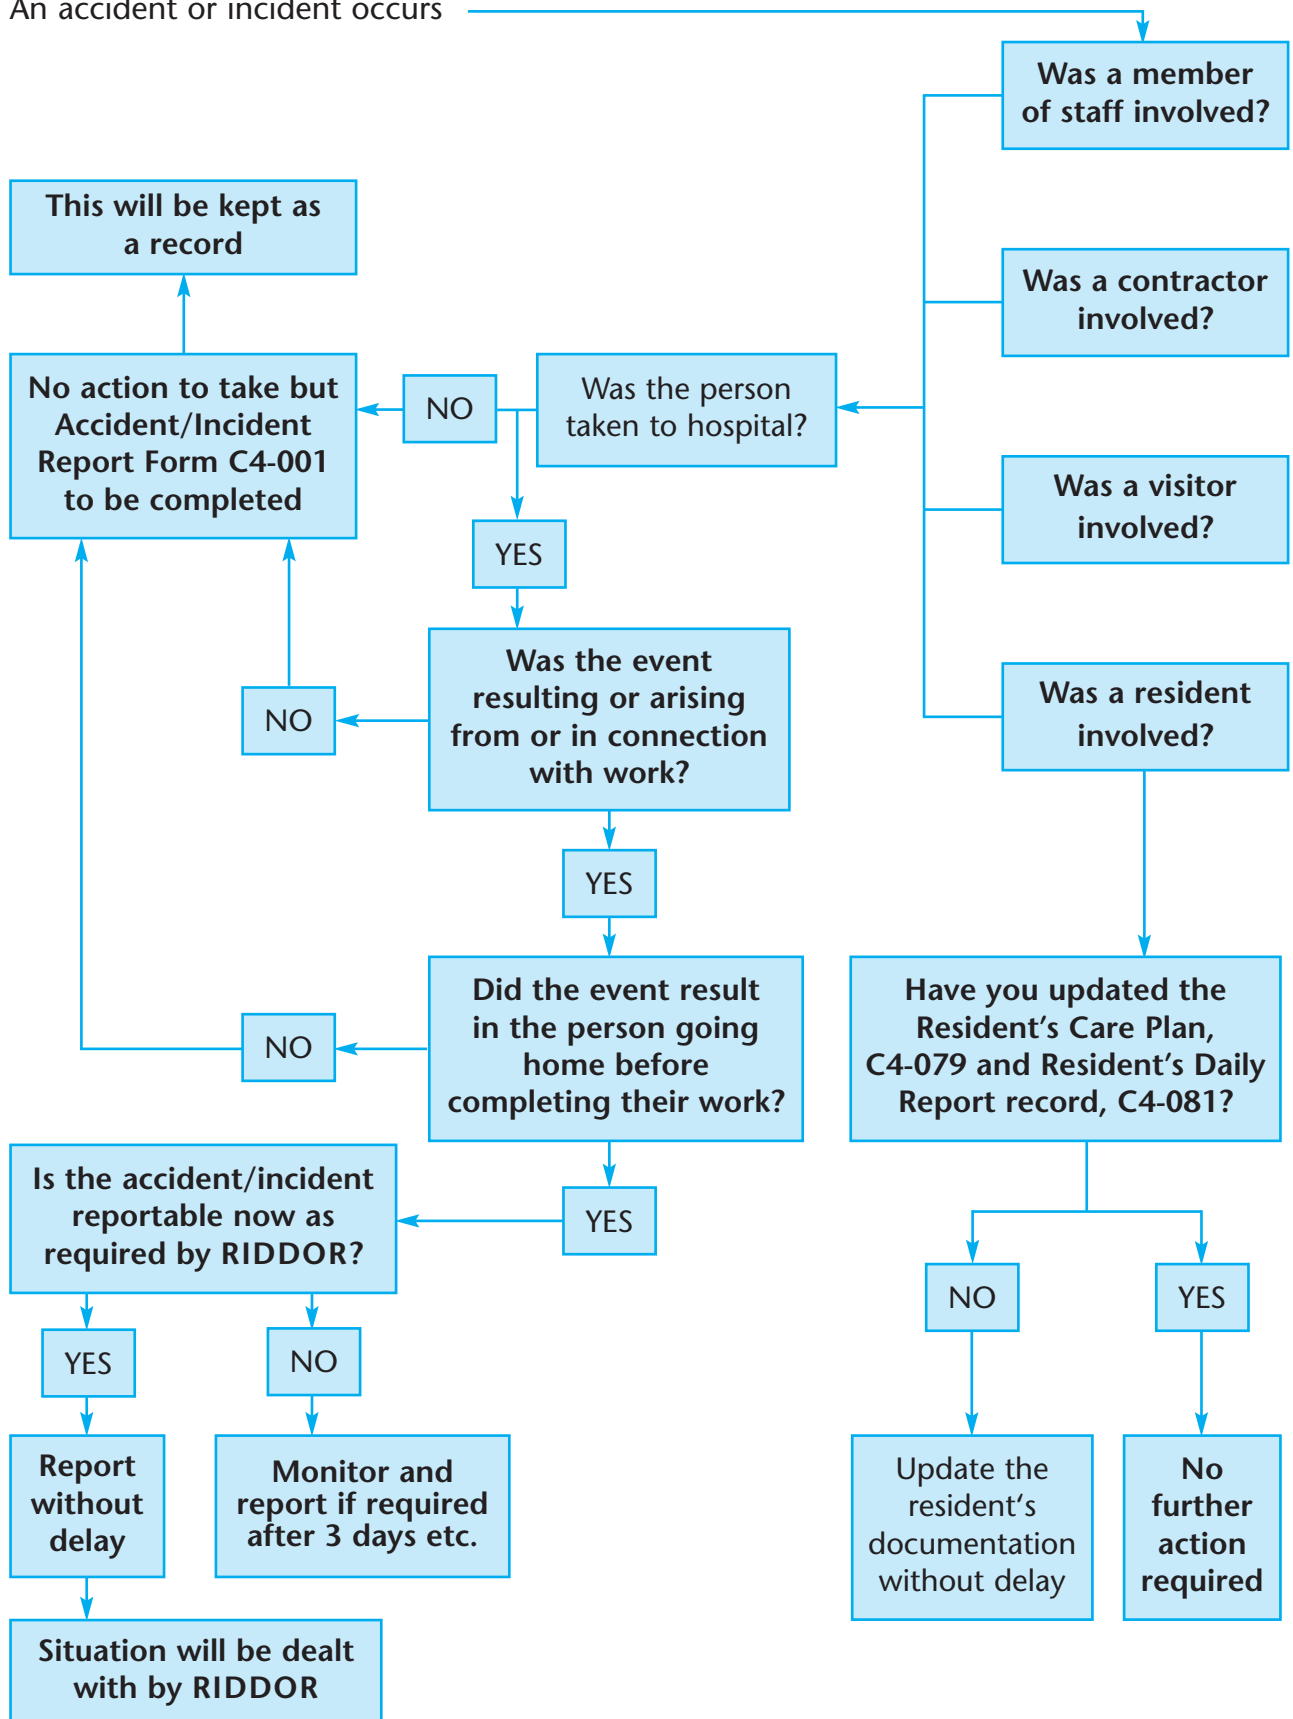 An accident or incident occurs
Was a member
of staff involved?
This will be kept as
a record
Was a contractor
involved?
No action to take but
Accident/Incident
Report Form C4-001
to be completed
NO
Was the person
taken to hospital?
Was a visitor
involved?
YES
Was the event
resulting or arising
from or in connection
with work?
NO
Was a resident
involved?
YES
Did the event result
in the person going
home before
completing their work?
NO
Have you updated the
Resident’s Care Plan,
C4-079 and Resident’s Daily
Report record, C4-081?
Is the accident/incident
reportable now as
required by RIDDOR?
YES
NO
YES
YES
NO
Report
without
delay
Monitor and
report if required
after 3 days etc.
Update the
resident‘s
documentation
without delay
No
further
action
required
Situation will be dealt
with by RIDDOR